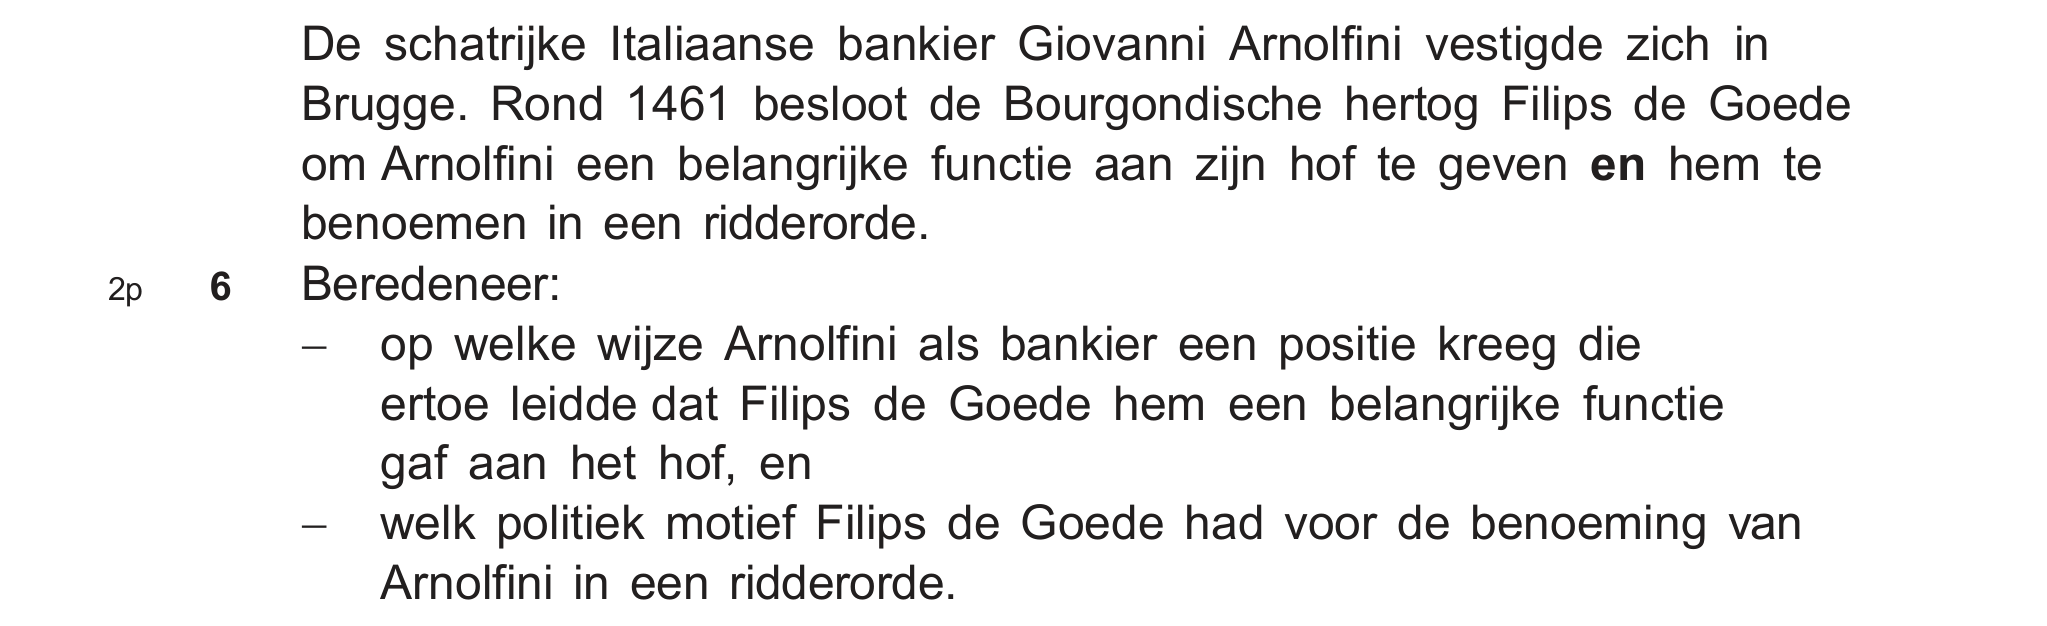 De schatrijke Italiaanse bankier Giovanni Arnolfini vestigde zich in
Brugge. Rond 1461 besloot de Bourgondische hertog Filips de Goede
om Arnolfini een belangrijke functie aan zijn hof te geven en hem te
benoemen in een ridderorde.
2p 6 Beredeneer:
– op welke wijze Arnolfini als bankier een positie kreeg die
ertoe leidde dat Filips de Goede hem een belangrijke functie
gaf aan het hof, en
– welk politiek motief Filips de Goede had voor de benoeming van
Arnolfini in een ridderorde.